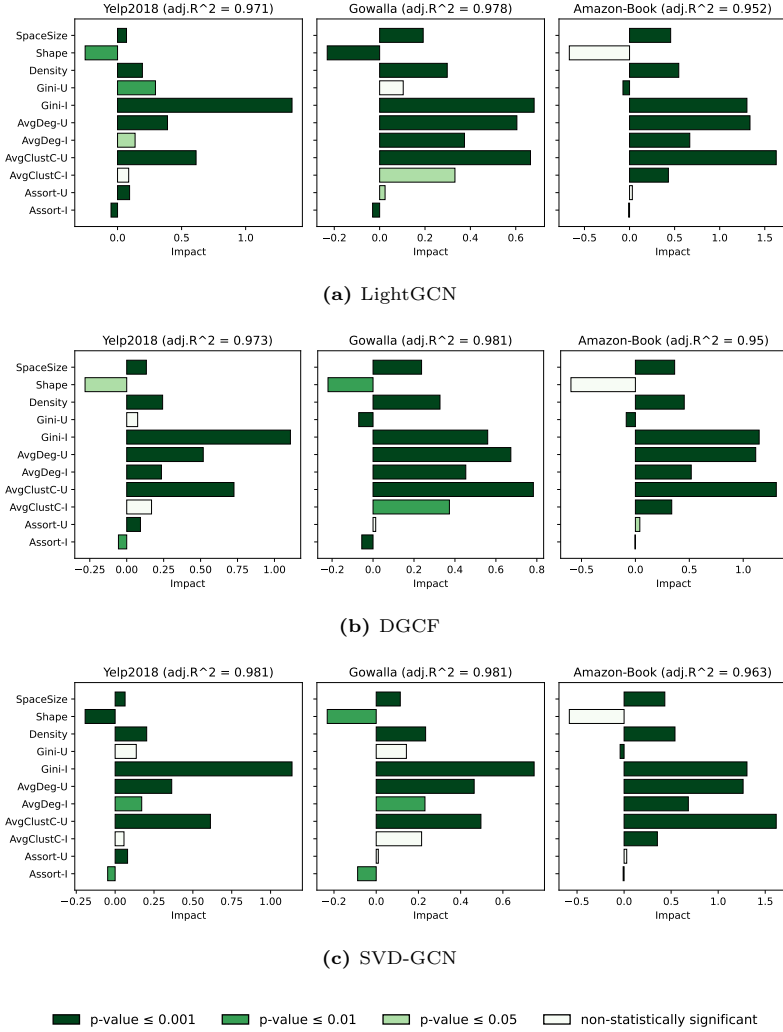 Yelp2018 (adj.R^2 = 0.971)
Gowalla (adj.R^2 = 0.978)
Amazon-Book (adj.R^2 = 0.952)
SpaceSize
Shape
Density
Gini-U
Gini-I
AvgDeg-U
AvgDeg-I
AvgClustC-U
AvgClustC-I
Assort-U
Assort-I
0.0 0.5 1.0
−0.2 0.0 0.2 0.4 0.6
−0.5 0.0 0.5 1.0 1.5
Impact
Impact
Impact
(a) LightGCN
Yelp2018 (adj.R^2 = 0.973)
Gowalla (adj.R^2 = 0.981)
Amazon-Book (adj.R^2 = 0.95)
SpaceSize
Shape
Density
Gini-U
Gini-I
AvgDeg-U
AvgDeg-I
AvgClustC-U
AvgClustC-I
Assort-U
Assort-I
−0.25 0.00 0.25 0.50 0.75 1.00
−0.2 0.0 0.2 0.4 0.6 0.8
−0.5 0.0 0.5 1.0
Impact
Impact
Impact
(b) DGCF
Yelp2018 (adj.R^2 = 0.981)
Gowalla (adj.R^2 = 0.981)
Amazon-Book (adj.R^2 = 0.963)
SpaceSize
Shape
Density
Gini-U
Gini-I
AvgDeg-U
AvgDeg-I
AvgClustC-U
AvgClustC-I
Assort-U
Assort-I
−0.25 0.00 0.25 0.50 0.75 1.00
−0.2 0.0 0.2 0.4 0.6
−0.5 0.0 0.5 1.0 1.5
Impact
Impact
Impact
(c) SVD-GCN
p-value ≤ 0.001
p-value ≤ 0.01
p-value ≤ 0.05
non-statistically significant